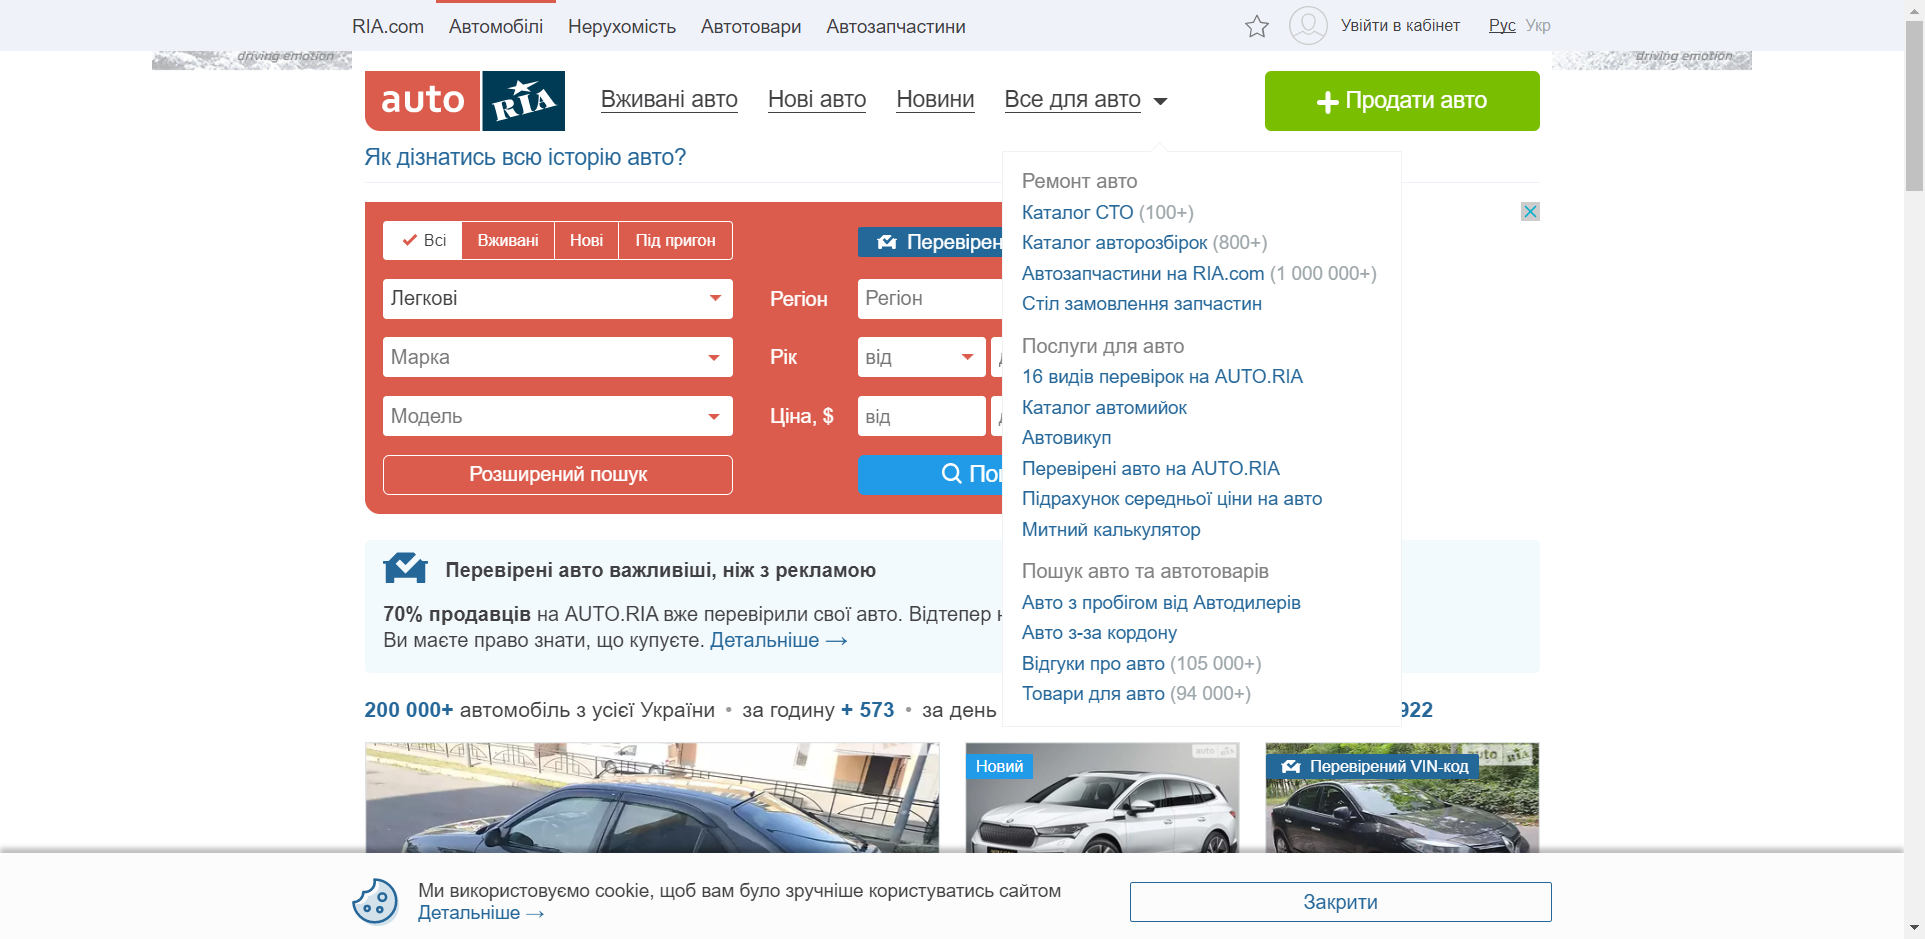 RIA.com Автомобілі Нерухомість Автотовари Автозапчастини Увійти в кабінет Рус Укр
driving emotion driving emotion
auto RIA Вживані авто Нові авто Новини Все для авто Продати авто
Як дізнатись всю історію авто?
Всі Вживані Нові Під пригон
Перевірен
Легкові Регіон Регіон
Марка Рік від
Модель Ціна, $ від
Розширений пошук
Ремонт авто
Каталог СТО (100+)
Каталог авторозбірок (800+)
Автозапчастини на RIA.com (1 000 000+)
Стіл замовлення запчастин
Послуги для авто
16 видів перевірок на AUTO.RIA
Каталог автомийок
Автовикуп
Перевірені авто на AUTO.RIA
Підрахунок середньої ціни на авто
Митний калькулятор
Пошук авто та автотоварів
Авто з пробігом від Автодилерів
Авто з-за кордону
Відгуки про авто (105 000+)
Товари для авто (94 000+)
Перевірені авто важливіші, ніж з рекламою
70% продавців на AUTO.RIA вже перевірили свої авто. Відтепер
Ви маєте право знати, що купуєте. Детальніше →
200 000+ автомобіль з усієї України • за годину + 573 • за день 922
Новий
Перевірений VIN-код
Ми використовуємо cookie, щоб вам було зручніше користуватись сайтом
Детальніше →
Закрити